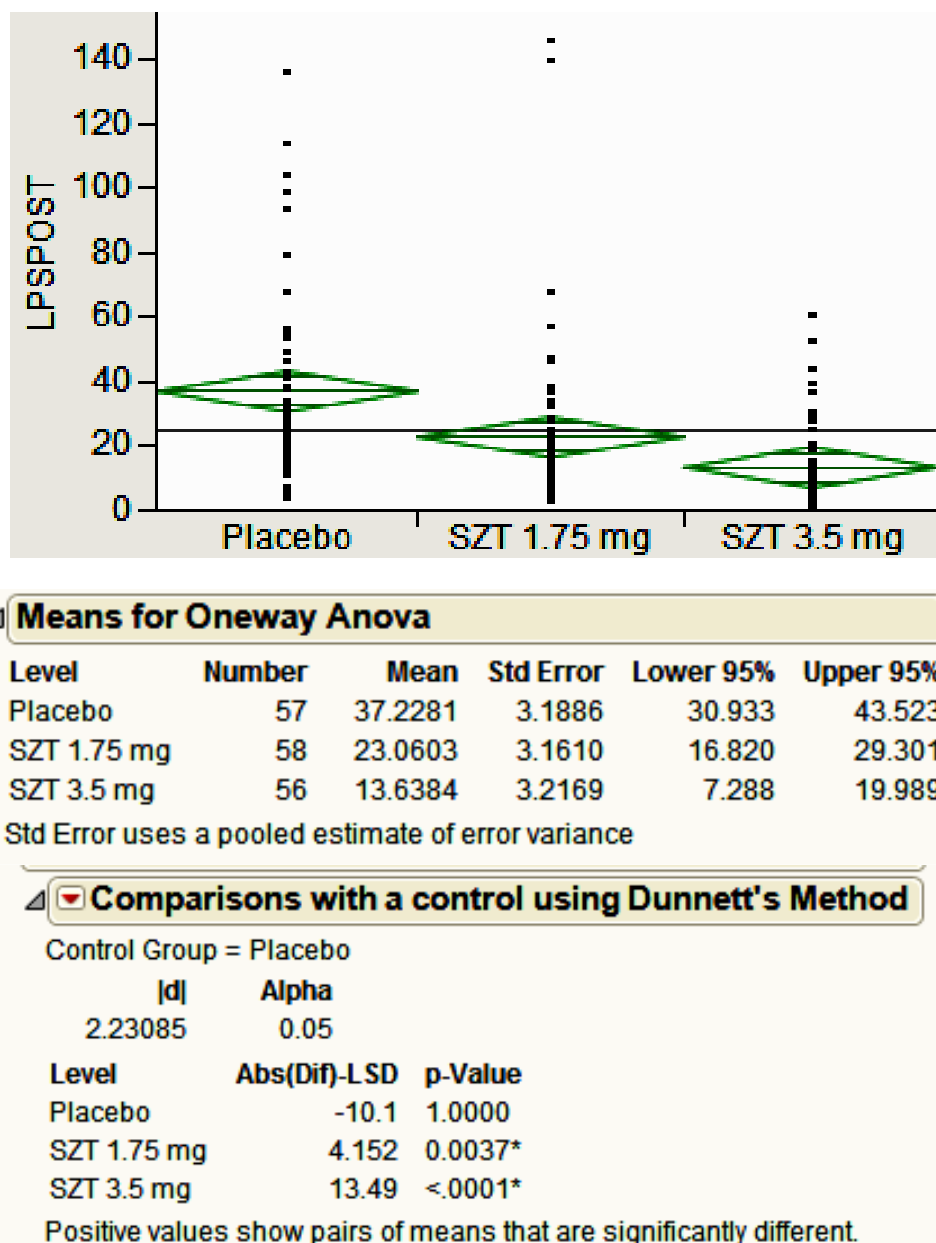 LPSPOST
140
120
100
80
60
40
20
0
Placebo SZT 1.75 mg SZT 3.5 mg
Means for Oneway Anova
Level Number Mean Std Error Lower 95% Upper 95%
Placebo 57 37.2281 3.1886 30.933 43.523
SZT 1.75 mg 58 23.0603 3.1610 16.820 29.301
SZT 3.5 mg 56 13.6384 3.2169 7.288 19.989
Std Error uses a pooled estimate of error variance
Comparisons with a control using Dunnett's Method
Control Group = Placebo
|d| Alpha
2.23085 0.05
Level Abs(Dif)-LSD p-Value
Placebo -10.1 1.0000
SZT 1.75 mg 4.152 0.0037*
SZT 3.5 mg 13.49 <.0001*
Positive values show pairs of means that are significantly different.